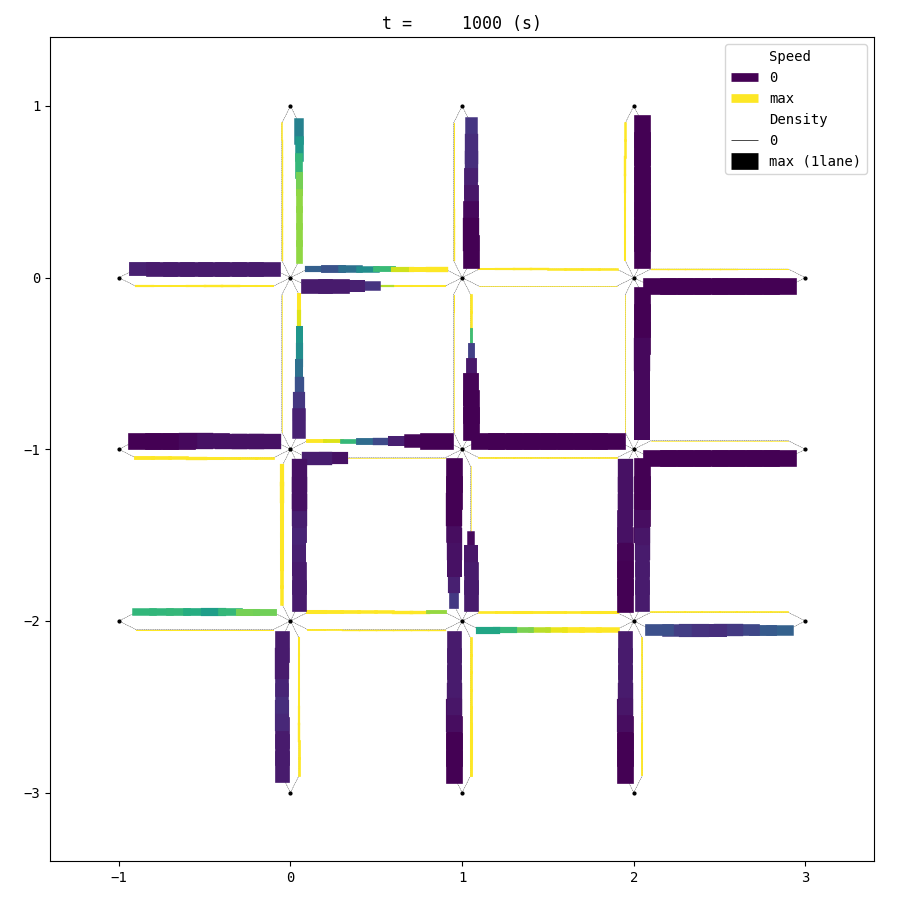 t =     1000 (s)
Speed
0
max
Density
0
max (1lane)
1
0
−1
−2
−3
−1 0 1 2 3